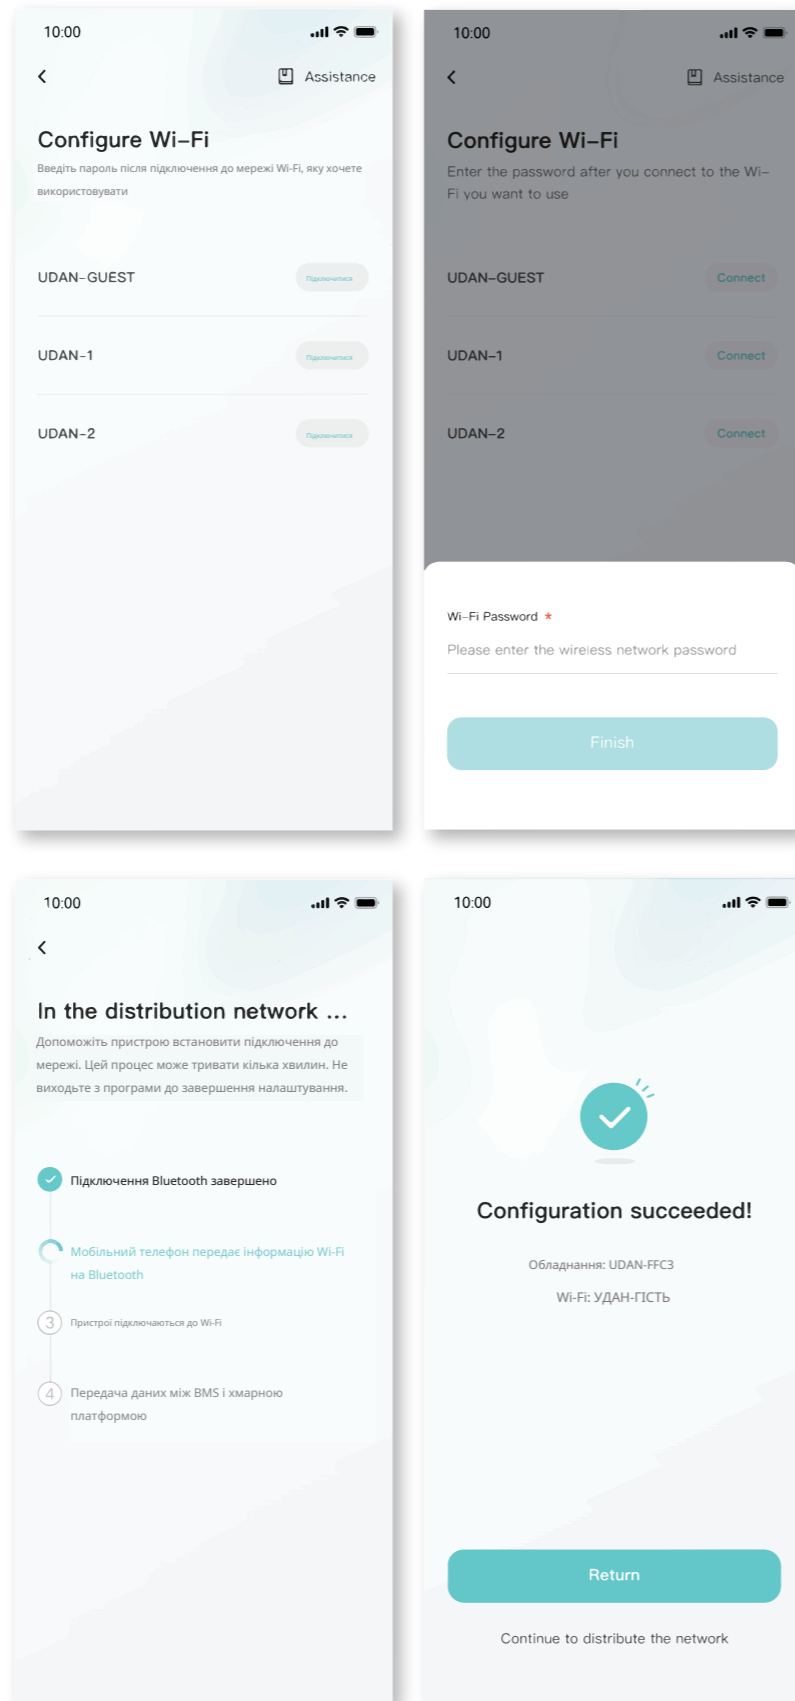 10:00
Assistance
Configure Wi-Fi
Введіть пароль після підключення до мережі Wi-Fi, яку хочете
використовувати
UDAN-GUEST
Підключитися
UDAN-1
Підключитися
UDAN-2
Підключитися
10:00
Assistance
Configure Wi-Fi
Enter the password after you connect to the Wi-
Fi you want to use
UDAN-GUEST
Connect
UDAN-1
Connect
UDAN-2
Connect
Wi-Fi Password *
Please enter the wireless network password
Finish
10:00
In the distribution network ...
Допоможіть пристрою встановити підключення до
мережі. Цей процес може тривати кілька хвилин. Не
виходьте з програми до завершення налаштування.
Підключення Bluetooth завершено
Мобільний телефон передає інформацію Wi-Fi
на Bluetooth
3 Пристрої підключаються до Wi-Fi
4 Передача даних між BMS і хмарною
платформою
10:00
Configuration succeeded!
Обладнання: UDAN-FFC3
Wi-Fi: УДАН-ГІСТЬ
Return
Continue to distribute the network